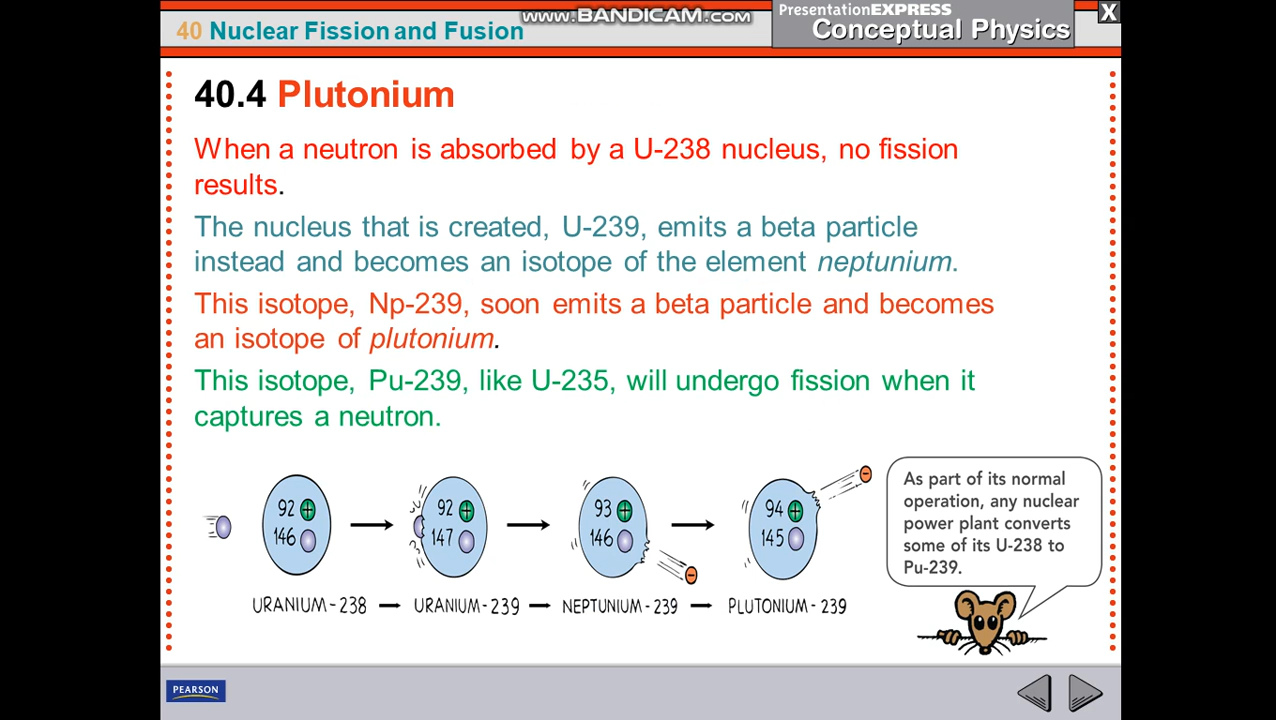 www.BANDICAM.com
PresentationEXPRESS
X
40 Nuclear Fission and Fusion
Conceptual Physics
40.4 Plutonium
When a neutron is absorbed by a U-238 nucleus, no fission
results.
The nucleus that is created, U-239, emits a beta particle
instead and becomes an isotope of the element neptunium.
This isotope, Np-239, soon emits a beta particle and becomes
an isotope of plutonium.
This isotope, Pu-239, like U-235, will undergo fission when it
captures a neutron.
92 + 92 + 93 + 94 +
146 147 146 145
- -
URANIUM-238 → URANIUM-239 → NEPTUNIUM-239 → PLUTONIUM-239
As part of its normal
operation, any nuclear
power plant converts
some of its U-238 to
Pu-239.
PEARSON